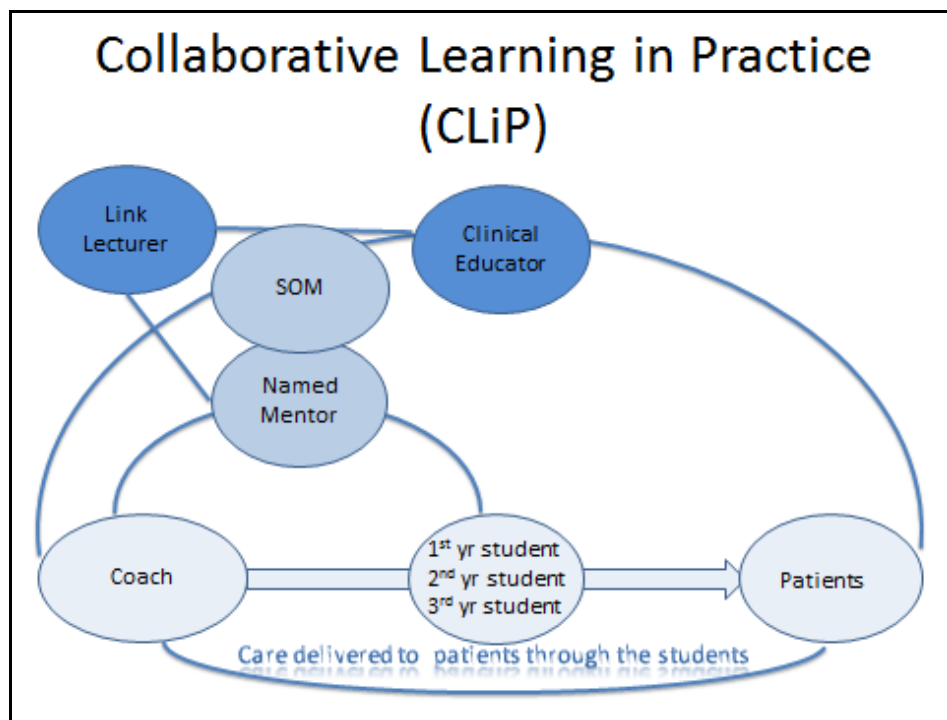 Collaborative Learning in Practice
(CLiP)
Link
Lecturer
Clinical
Educator
SOM
Named
Mentor
Coach
1st yr student
2nd yr student
3rd yr student
Patients
Care delivered to patients through the students